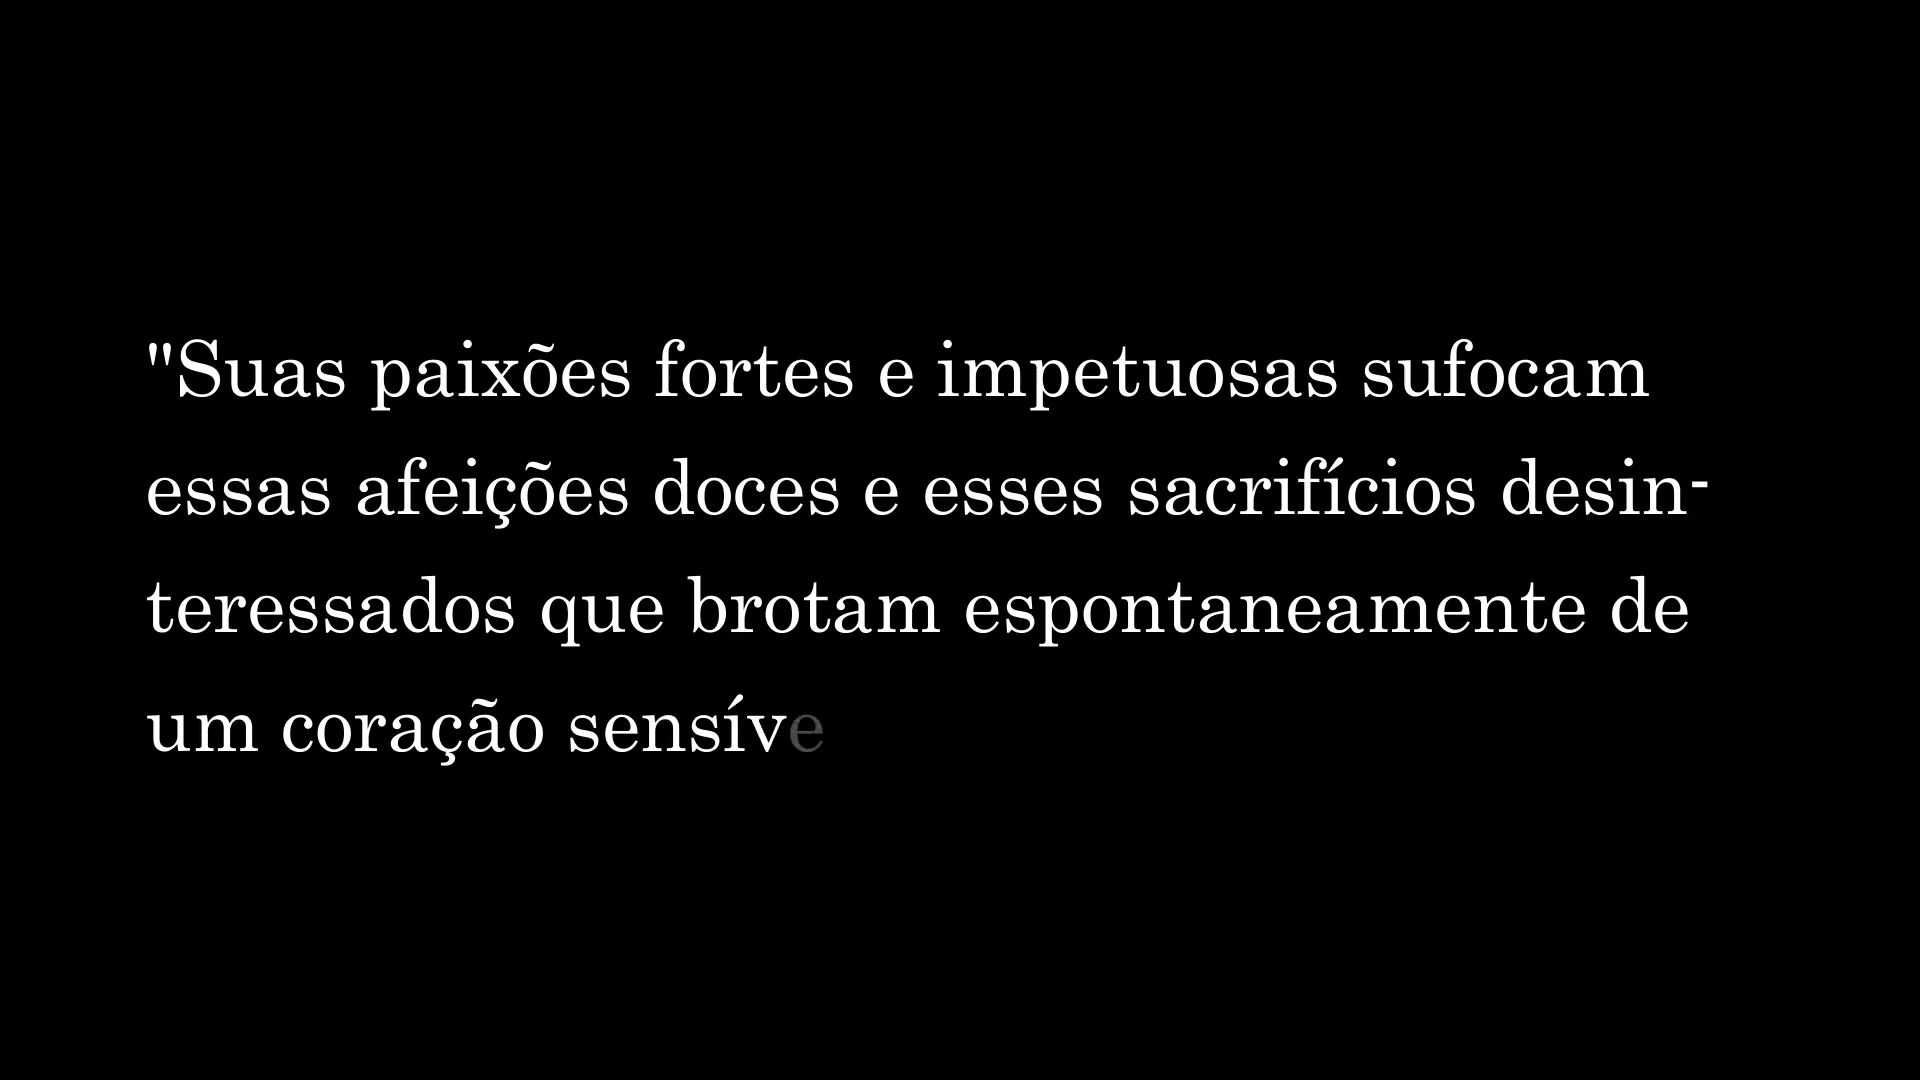 "Suas paixões fortes e impetuosas sufocam
essas afeições doces e esses sacrifícios desin-
teressados que brotam espontaneamente de
um coração sensíve